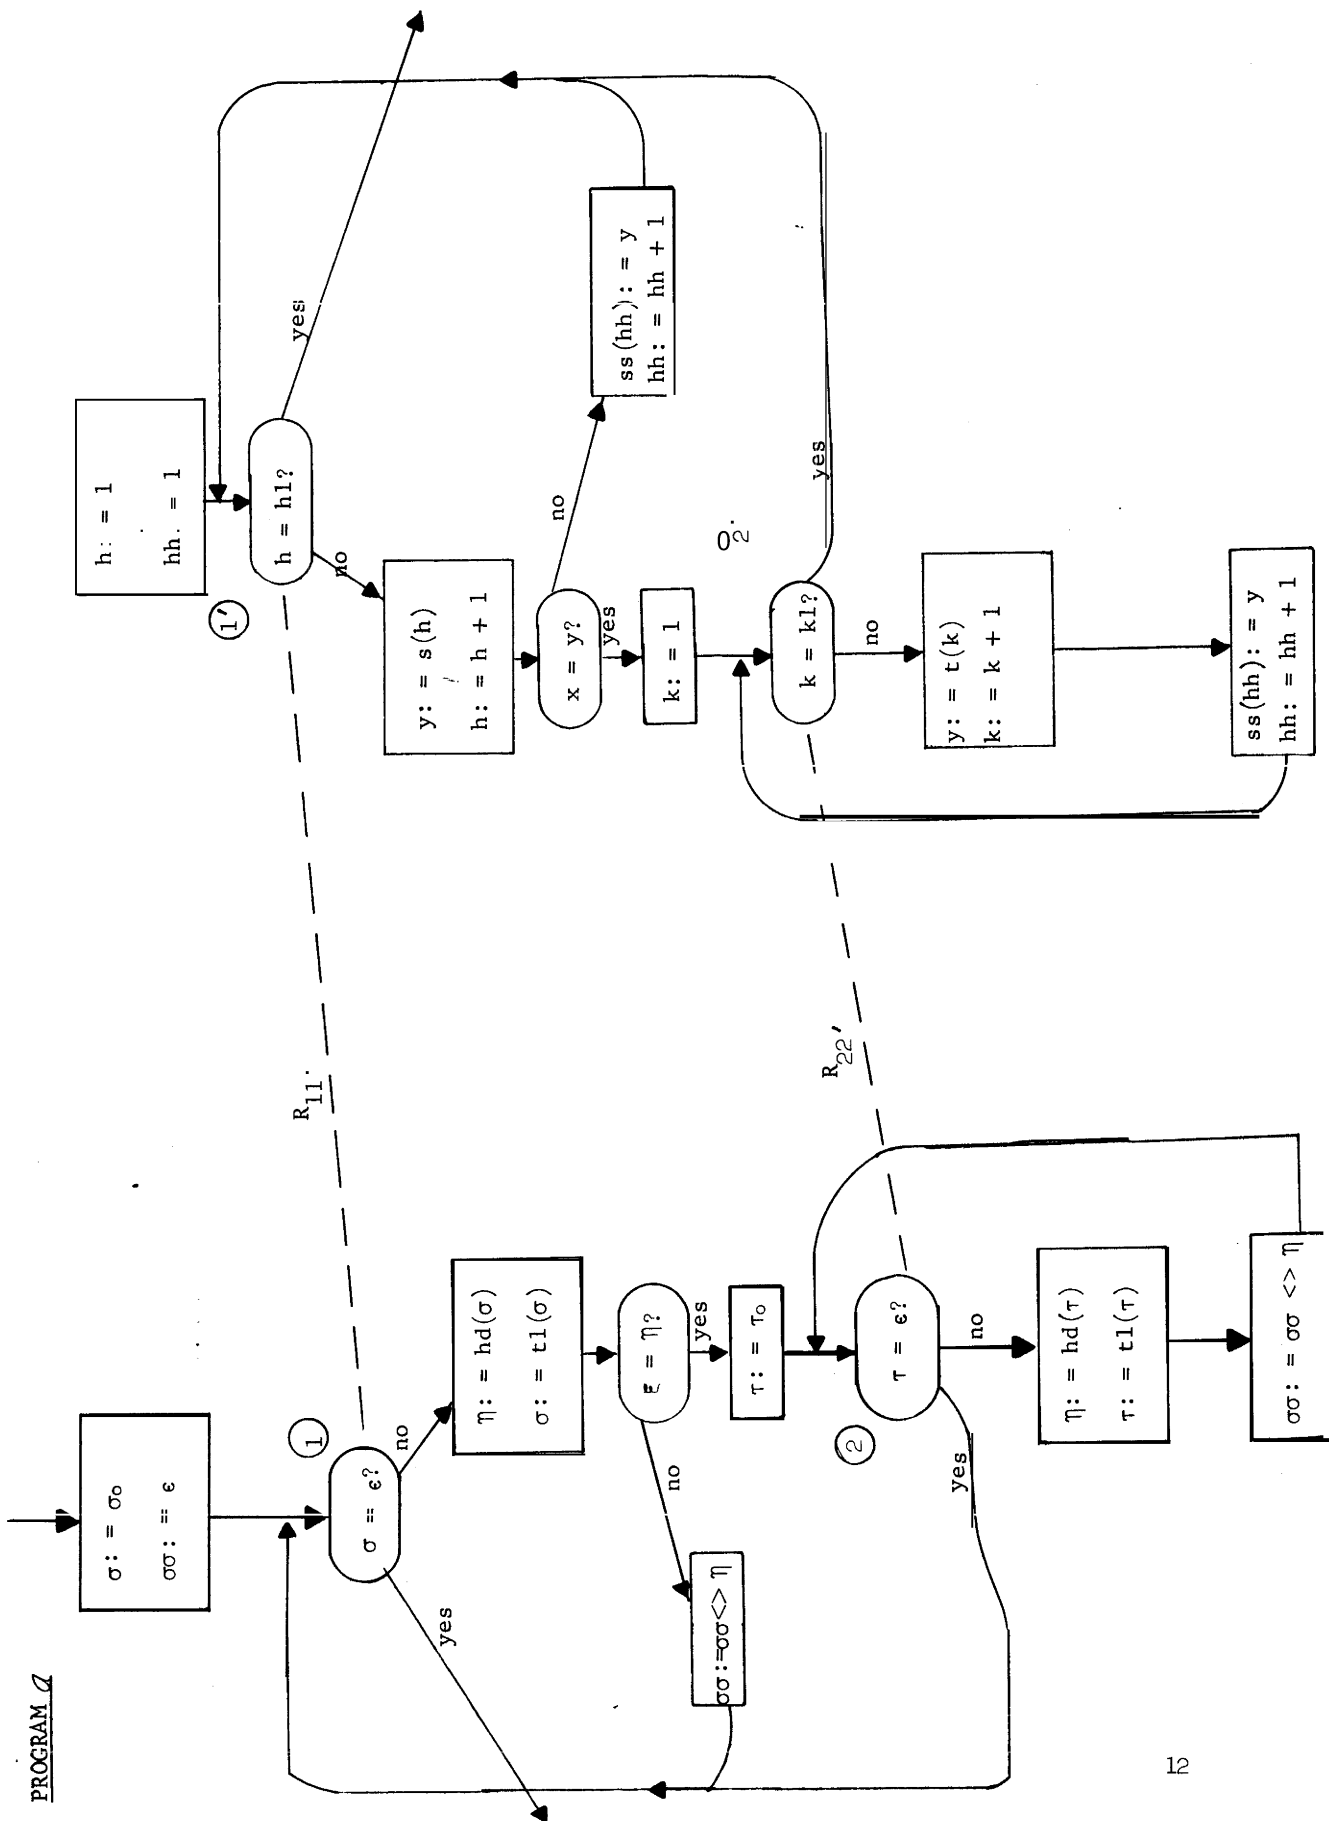 PROGRAM a
σ: = σ₀
σσ: = ϵ
1
σ = ϵ?
no
yes
η: = hd(σ)
σ: = tl(σ)
ξ = η?
no
yes
σσ:=σσ<> η
τ: = τ₀
2
τ = ϵ?
yes
no
η: = hd(τ)
τ: = tl(τ)
σσ: = σσ <> η
R11'
R22'
h: = 1
hh. = 1
1'
h = h1?
yes
no
y: = s(h)
h: = h + 1
x = y?
no
yes
ss(hh): = y
hh: = hh + 1
k: = 1
02'
k = k1?
yes
no
y: = t(k)
k: = k + 1
ss(hh): = y
hh: = hh + 1
12